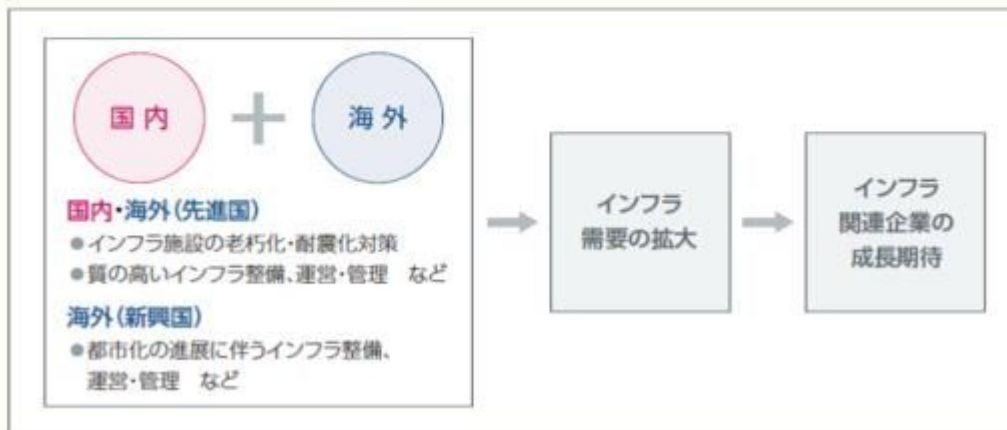 国内
+
海外
国内・海外(先進国)
●インフラ施設の老朽化・耐震化対策
●質の高いインフラ整備、運営・管理 など
海外(新興国)
●都市化の進展に伴うインフラ整備、
運営・管理 など
インフラ
需要の拡大
インフラ
関連企業の
成長期待